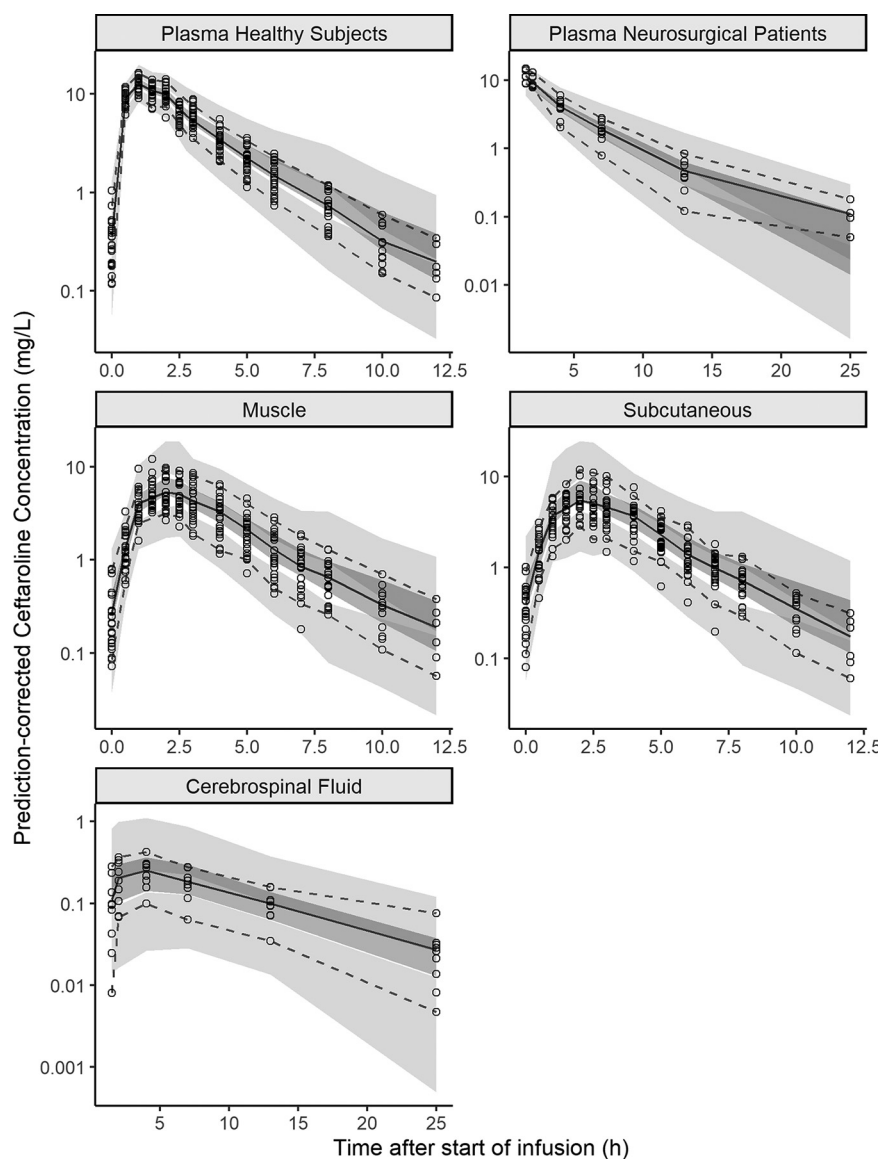 Prediction-corrected Ceftaroline Concentration (mg/L)
Plasma Healthy Subjects
10
1
0.1
0.0 2.5 5.0 7.5 10.0 12.5
Plasma Neurosurgical Patients
10
1
0.1
0.01
5 10 15 20 25
Muscle
10
1
0.1
0.0 2.5 5.0 7.5 10.0 12.5
Subcutaneous
10
1
0.1
0.0 2.5 5.0 7.5 10.0 12.5
Cerebrospinal Fluid
1
0.1
0.01
0.001
5 10 15 20 25
Time after start of infusion (h)